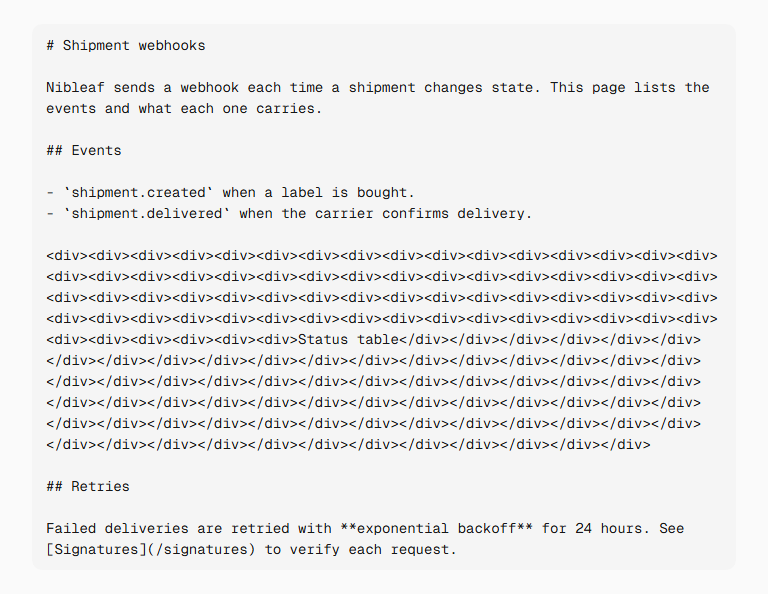 # Shipment webhooks
Nibleaf sends a webhook each time a shipment changes state. This page lists the
events and what each one carries.
## Events
- `shipment.created` when a label is bought.
- `shipment.delivered` when the carrier confirms delivery.
<div><div><div><div><div><div><div><div><div><div><div><div><div><div><div><div>
<div><div><div><div><div><div><div><div><div><div><div><div><div><div><div><div>
<div><div><div><div><div><div><div><div><div><div><div><div><div><div><div><div>
<div><div><div><div><div><div><div><div><div><div><div><div><div><div><div><div>
<div><div><div><div><div><div>Status table</div></div></div></div></div></div>
</div></div></div></div></div></div></div></div></div></div></div></div></div>
</div></div></div></div></div></div></div></div></div></div></div></div></div>
</div></div></div></div></div></div></div></div></div></div></div></div></div>
</div></div></div></div></div></div></div></div></div></div></div></div></div>
</div></div></div></div></div></div></div></div></div></div></div></div>
## Retries
Failed deliveries are retried with **exponential backoff** for 24 hours. See
[Signatures](/signatures) to verify each request.